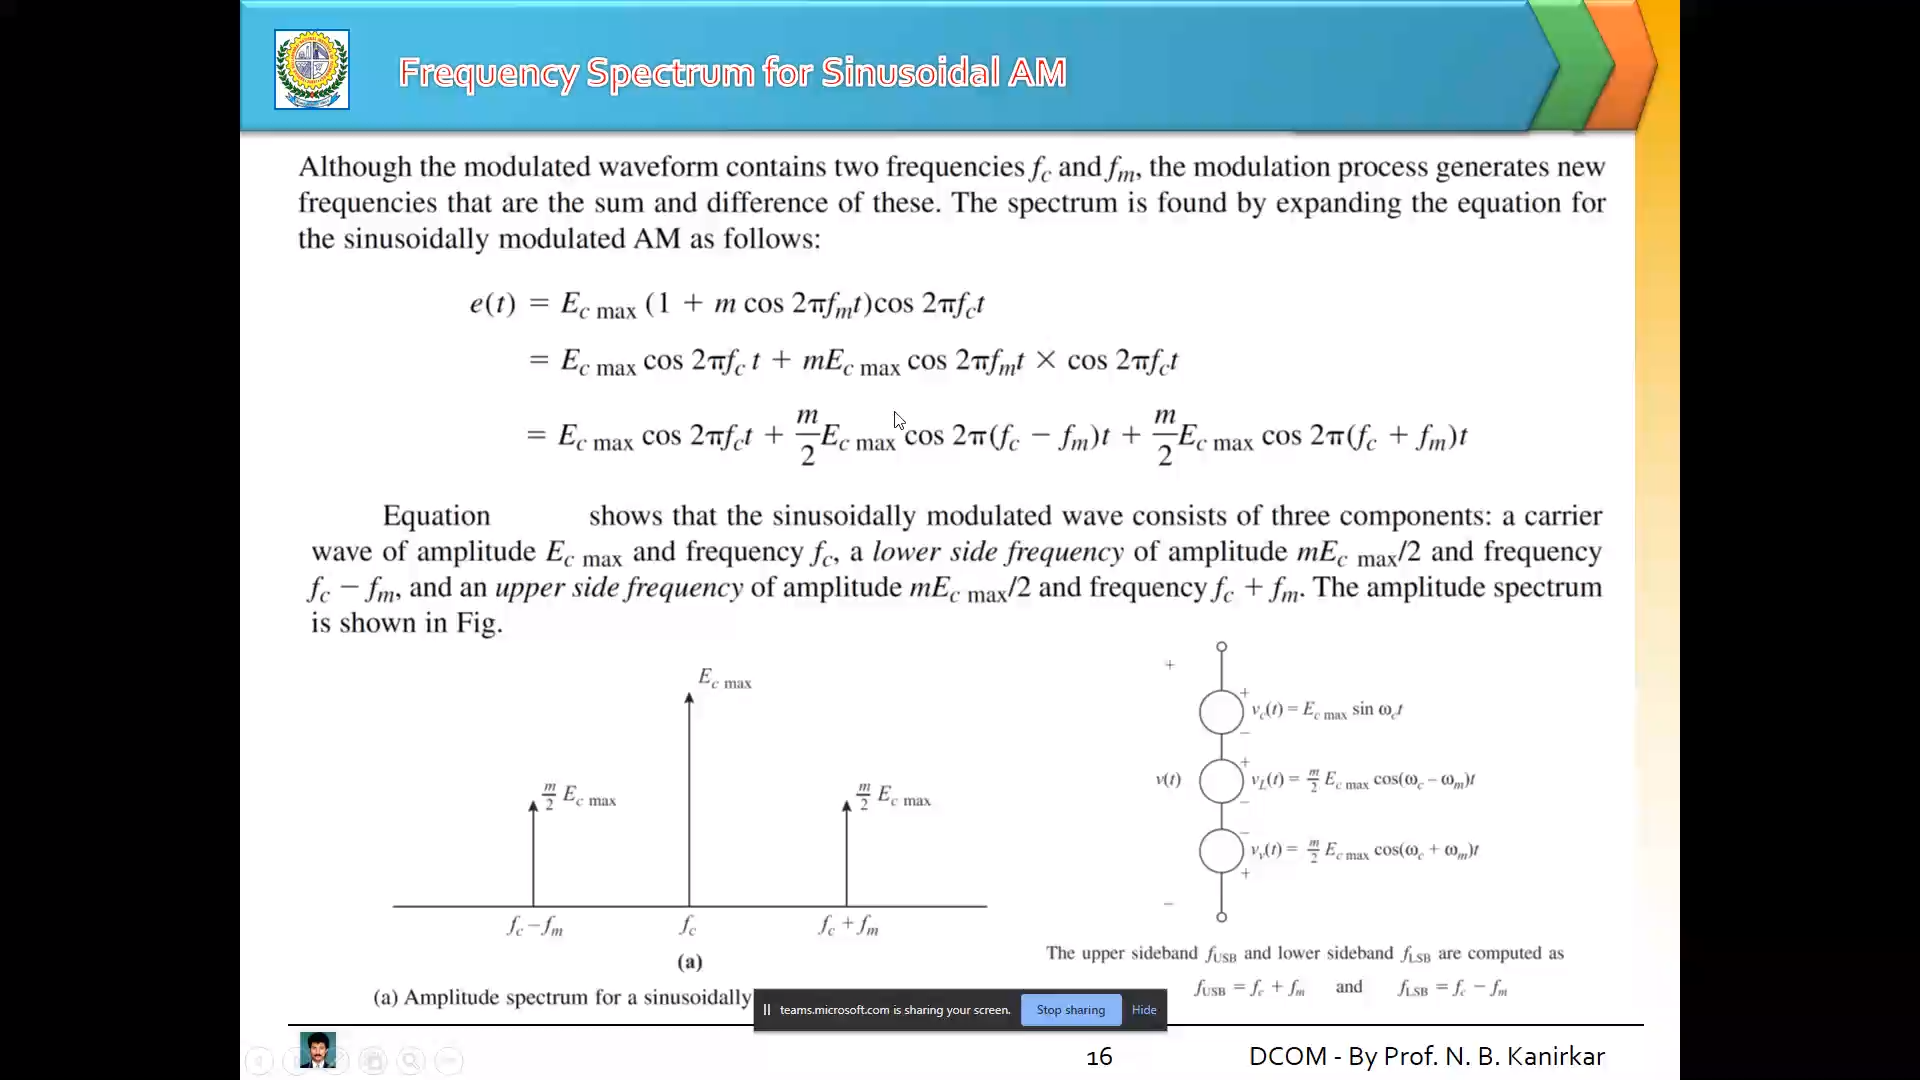 Frequency Spectrum for Sinusoidal AM
Although the modulated waveform contains two frequencies f_c and f_m, the modulation process generates new
frequencies that are the sum and difference of these. The spectrum is found by expanding the equation for
the sinusoidally modulated AM as follows:
e(t) = E_c max (1 + m cos 2πf_mt)cos 2πf_ct
= E_c max cos 2πf_c t + mE_c max cos 2πf_mt × cos 2πf_ct
= E_c max cos 2πf_ct + m/2 E_c max cos 2π(f_c − f_m)t + m/2 E_c max cos 2π(f_c + f_m)t
Equation shows that the sinusoidally modulated wave consists of three components: a carrier
wave of amplitude E_c max and frequency f_c, a lower side frequency of amplitude mE_c max/2 and frequency
f_c − f_m, and an upper side frequency of amplitude mE_c max/2 and frequency f_c + f_m. The amplitude spectrum
is shown in Fig.
E_c max
m/2 E_c max
m/2 E_c max
f_c − f_m
f_c
f_c + f_m
(a)
(a) Amplitude spectrum for a sinusoidally
+
+
v_c(t) = E_c max sin ω_ct
−
+
v(t)
v_L(t) = m/2 E_c max cos(ω_c − ω_m)t
−
−
v_v(t) = m/2 E_c max cos(ω_c + ω_m)t
+
−
The upper sideband f_USB and lower sideband f_LSB are computed as
f_USB = f_c + f_m and f_LSB = f_c − f_m
teams.microsoft.com is sharing your screen. Stop sharing Hide
16
DCOM - By Prof. N. B. Kanirkar